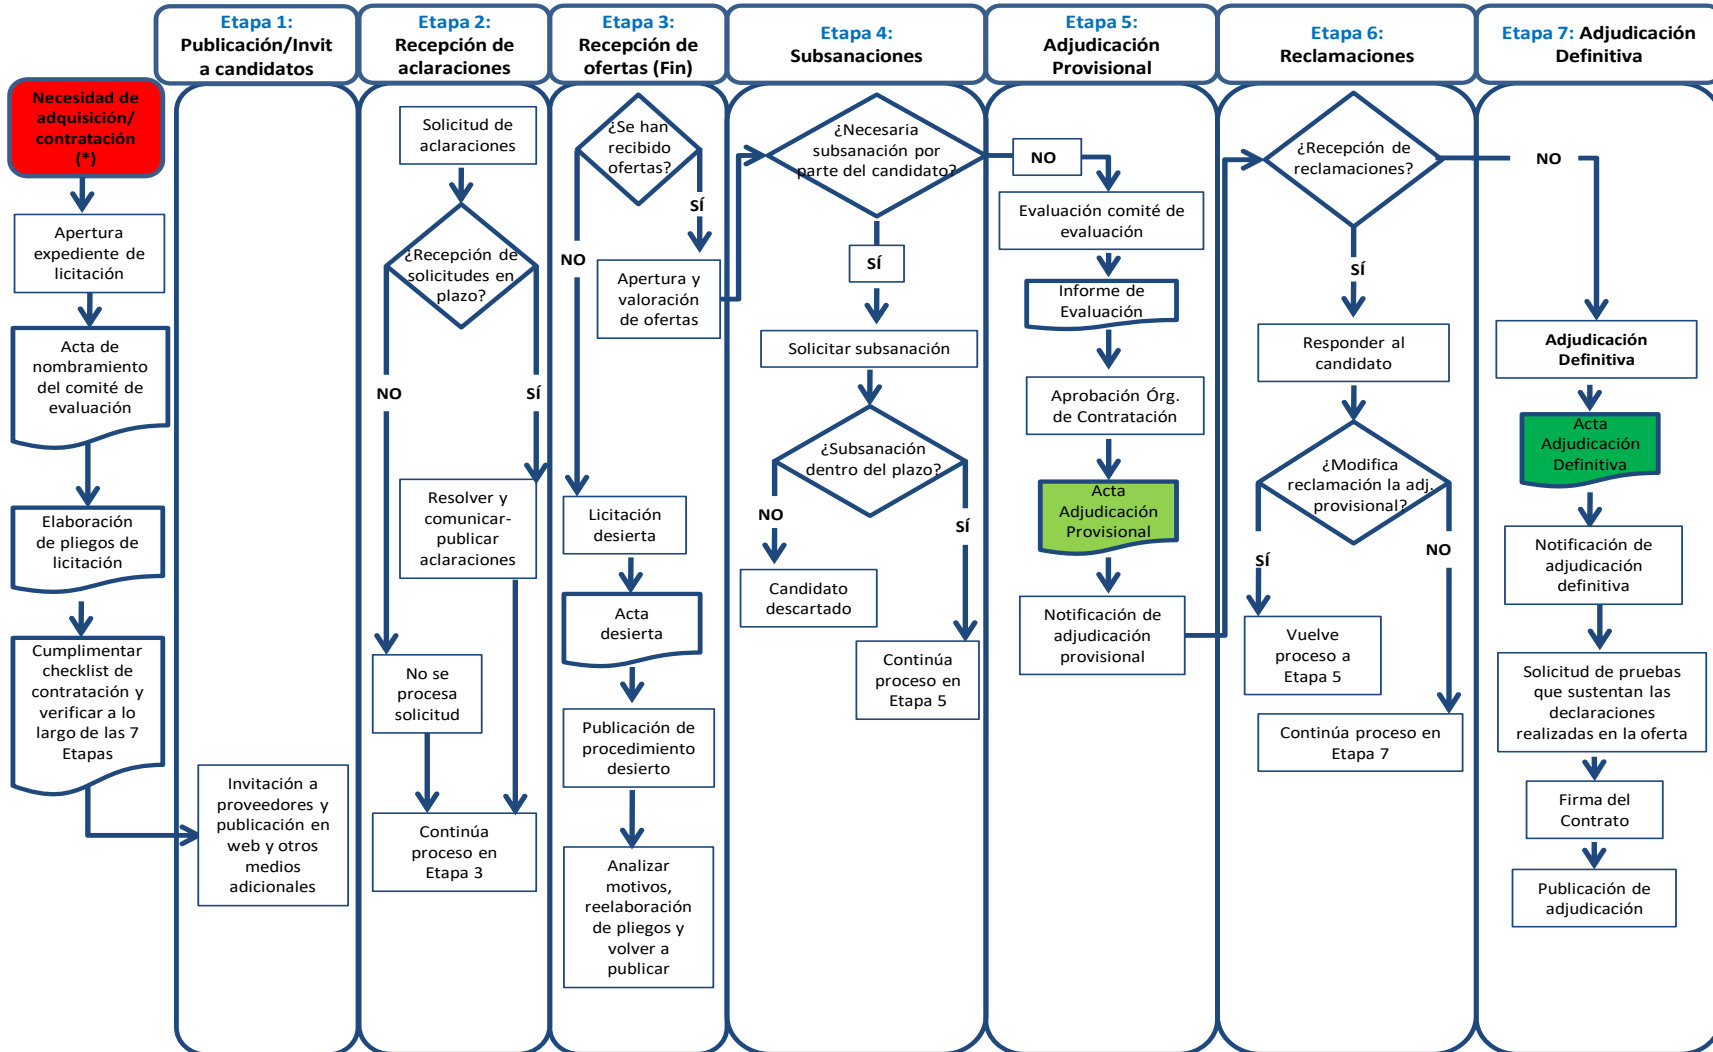 Etapa 1:
Publicación/Invit
a candidatos
Etapa 2:
Recepción de
aclaraciones
Etapa 3:
Recepción de
ofertas (Fin)
Etapa 4:
Subsanaciones
Etapa 5:
Adjudicación
Provisional
Etapa 6:
Reclamaciones
Etapa 7: Adjudicación
Definitiva
Necesidad de
adquisición/
contratación
(*)
Apertura
expediente de
licitación
Acta de
nombramiento
del comité de
evaluación
Elaboración
de pliegos de
licitación
Cumplimentar
checklist de
contratación y
verificar a lo
largo de las 7
Etapas
Invitación a
proveedores y
publicación en
web y otros
medios
adicionales
Solicitud de
aclaraciones
¿Recepción de
solicitudes en
plazo?
NO
SÍ
Resolver y
comunicar-
publicar
aclaraciones
No se
procesa
solicitud
Continúa
proceso en
Etapa 3
¿Se han
recibido
ofertas?
SÍ
NO
Apertura y
valoración
de ofertas
Licitación
desierta
Acta
desierta
Publicación de
procedimiento
desierto
Analizar
motivos,
reelaboración
de pliegos y
volver a
publicar
¿Necesaria
subsanación por
parte del candidato?
SÍ
Solicitar subsanación
¿Subsanación
dentro del plazo?
NO
SÍ
Candidato
descartado
Continúa
proceso en
Etapa 5
NO
Evaluación comité de
evaluación
Informe de
Evaluación
Aprobación Órg.
de Contratación
Acta
Adjudicación
Provisional
Notificación de
adjudicación
provisional
¿Recepción de
reclamaciones?
SÍ
Responder al
candidato
¿Modifica
reclamación la adj.
provisional?
SÍ
NO
Vuelve
proceso a
Etapa 5
Continúa proceso en
Etapa 7
NO
Adjudicación
Definitiva
Acta
Adjudicación
Definitiva
Notificación de
adjudicación
definitiva
Solicitud de pruebas
que sustentan las
declaraciones
realizadas en la oferta
Firma del
Contrato
Publicación de
adjudicación